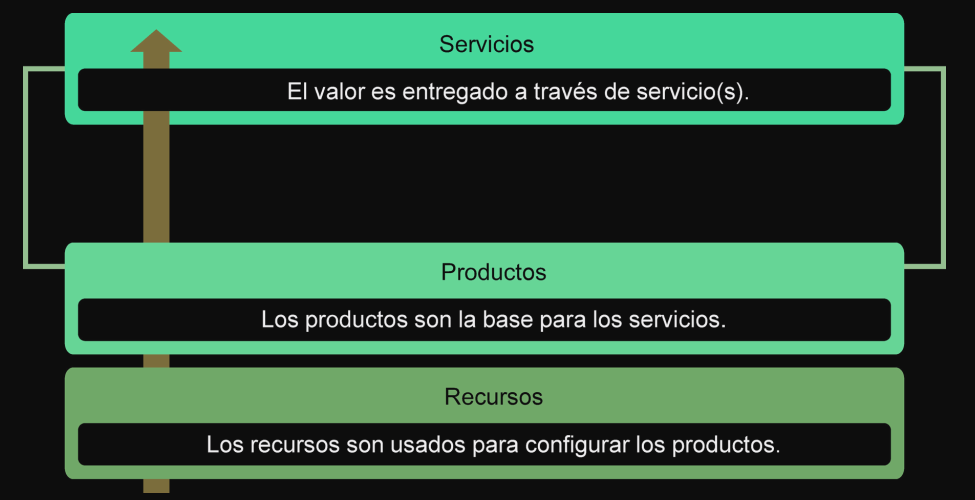 Servicios
El valor es entregado a través de servicio(s).
Productos
Los productos son la base para los servicios.
Recursos
Los recursos son usados para configurar los productos.